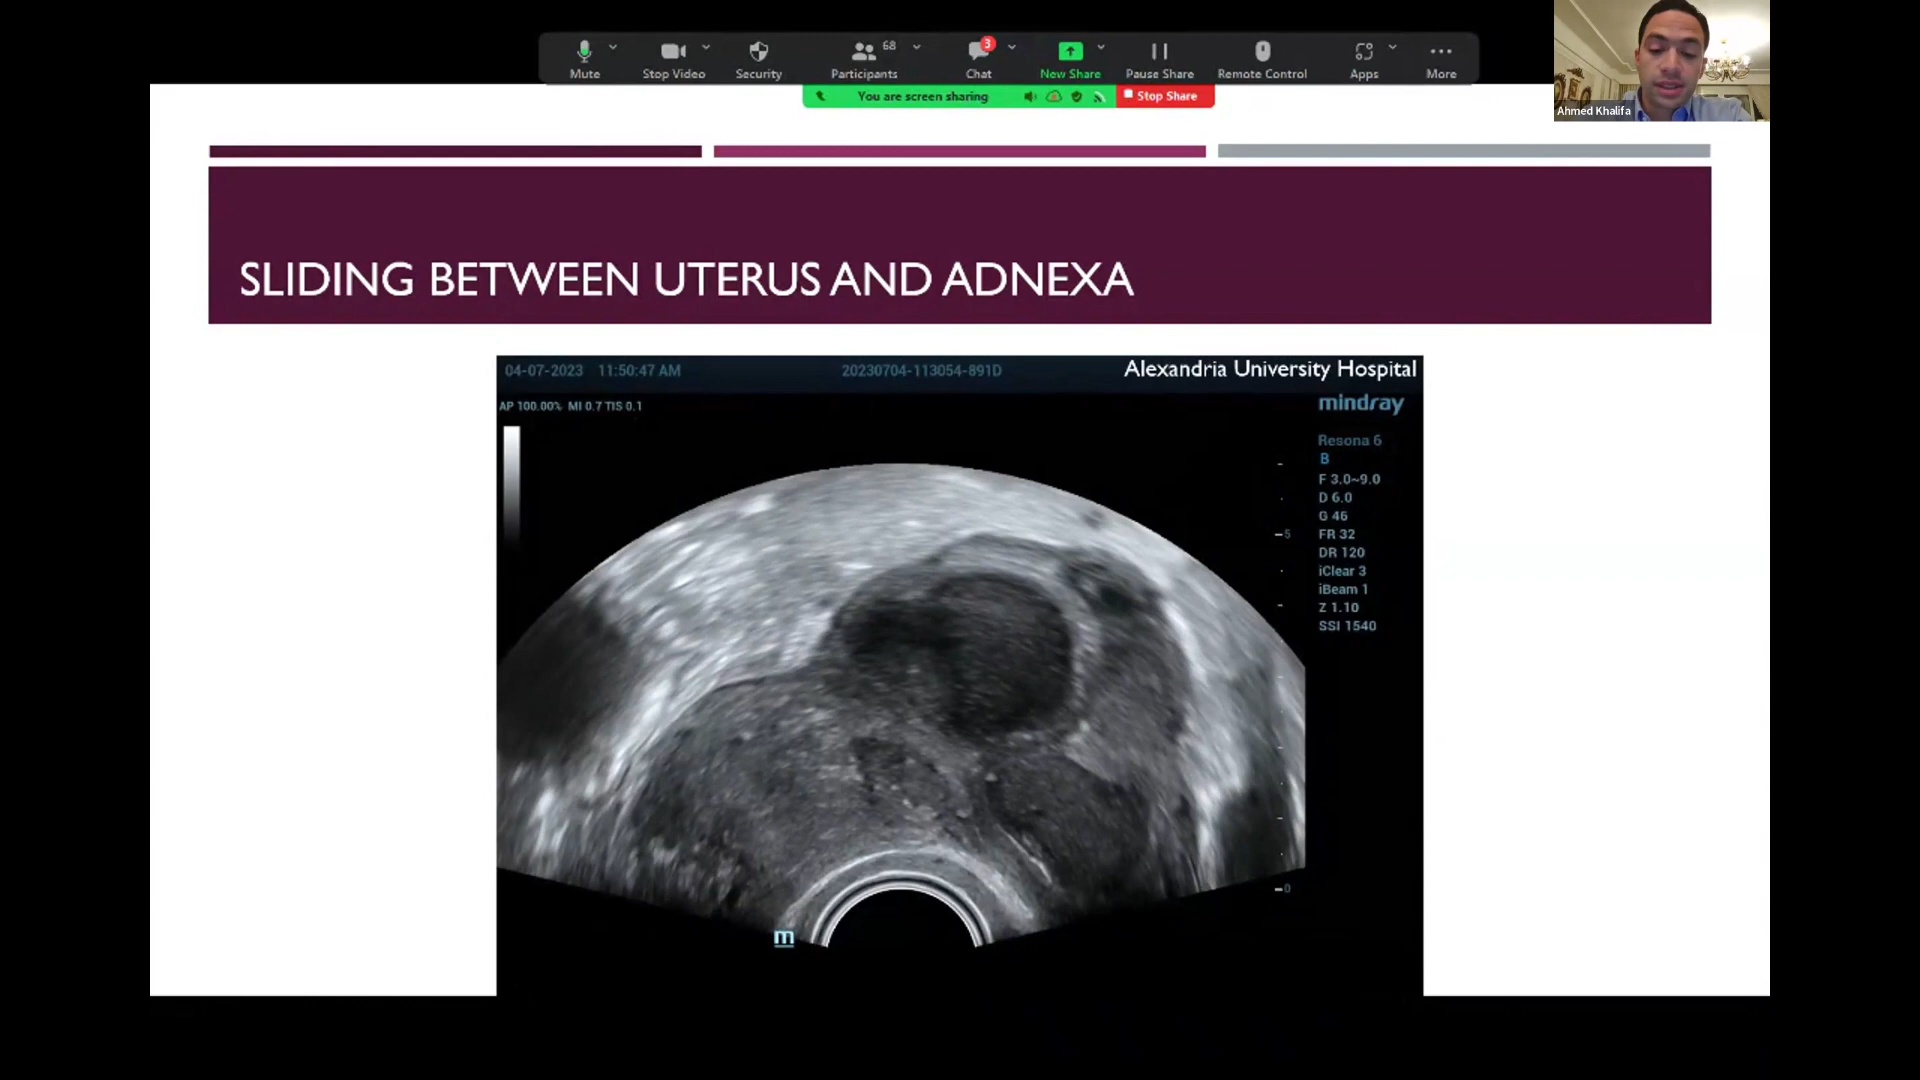 Mute
Stop Video
Security
Participants
68
Chat
3
New Share
Pause Share
Remote Control
Apps
More
You are screen sharing
Stop Share
Ahmed Khalifa
SLIDING BETWEEN UTERUS AND ADNEXA
04-07-2023 11:50:47 AM
20230704-113054-891D
Alexandria University Hospital
AP 100.00% MI 0.7 TIS 0.1
mindray
Resona 6
B
F 3.0~9.0
D 6.0
G 46
FR 32
DR 120
iClear 3
iBeam 1
Z 1.10
SSI 1540
5
0
m